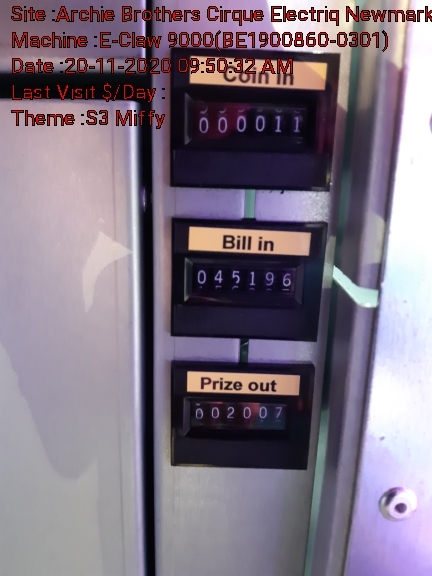 Site :Archie Brothers Cirque Electriq Newmark
Machine :E-Claw 9000(BE1900860-0301)
Date :20-11-2020 09:50:32 AM
Last Visit $/Day :
Theme :S3 Miffy
Coin in
000011
Bill in
045196
Prize out
002007